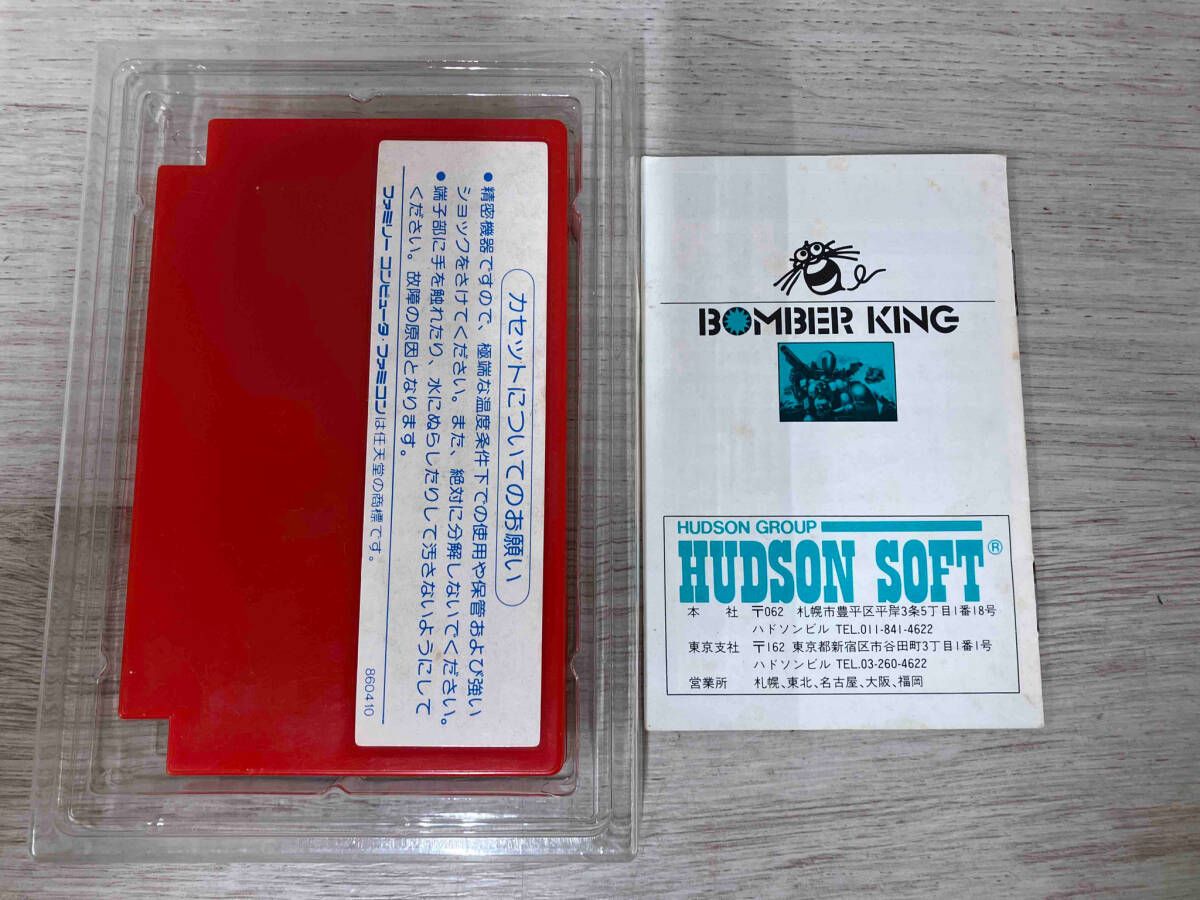 カセットについてのお願い
●精密機器ですので、極端な温度条件下での使用や保管および強い
ショックをさけてください。また、絶対に分解しないでください。
●端子部に手を触れたり、水にぬらしたりして汚さないようにして
ください。故障の原因となります。
ファミリーコンピュータ・ファミコンは任天堂の商標です。
860410
BOMBER KING
HUDSON GROUP
HUDSON SOFT®
本 社 〒062 札幌市豊平区平岸3条5丁目1番18号
ハドソンビル TEL.011-841-4622
東京支社 〒162 東京都新宿区市谷田町3丁目1番1号
ハドソンビル TEL.03-260-4622
営業所 札幌、東北、名古屋、大阪、福岡